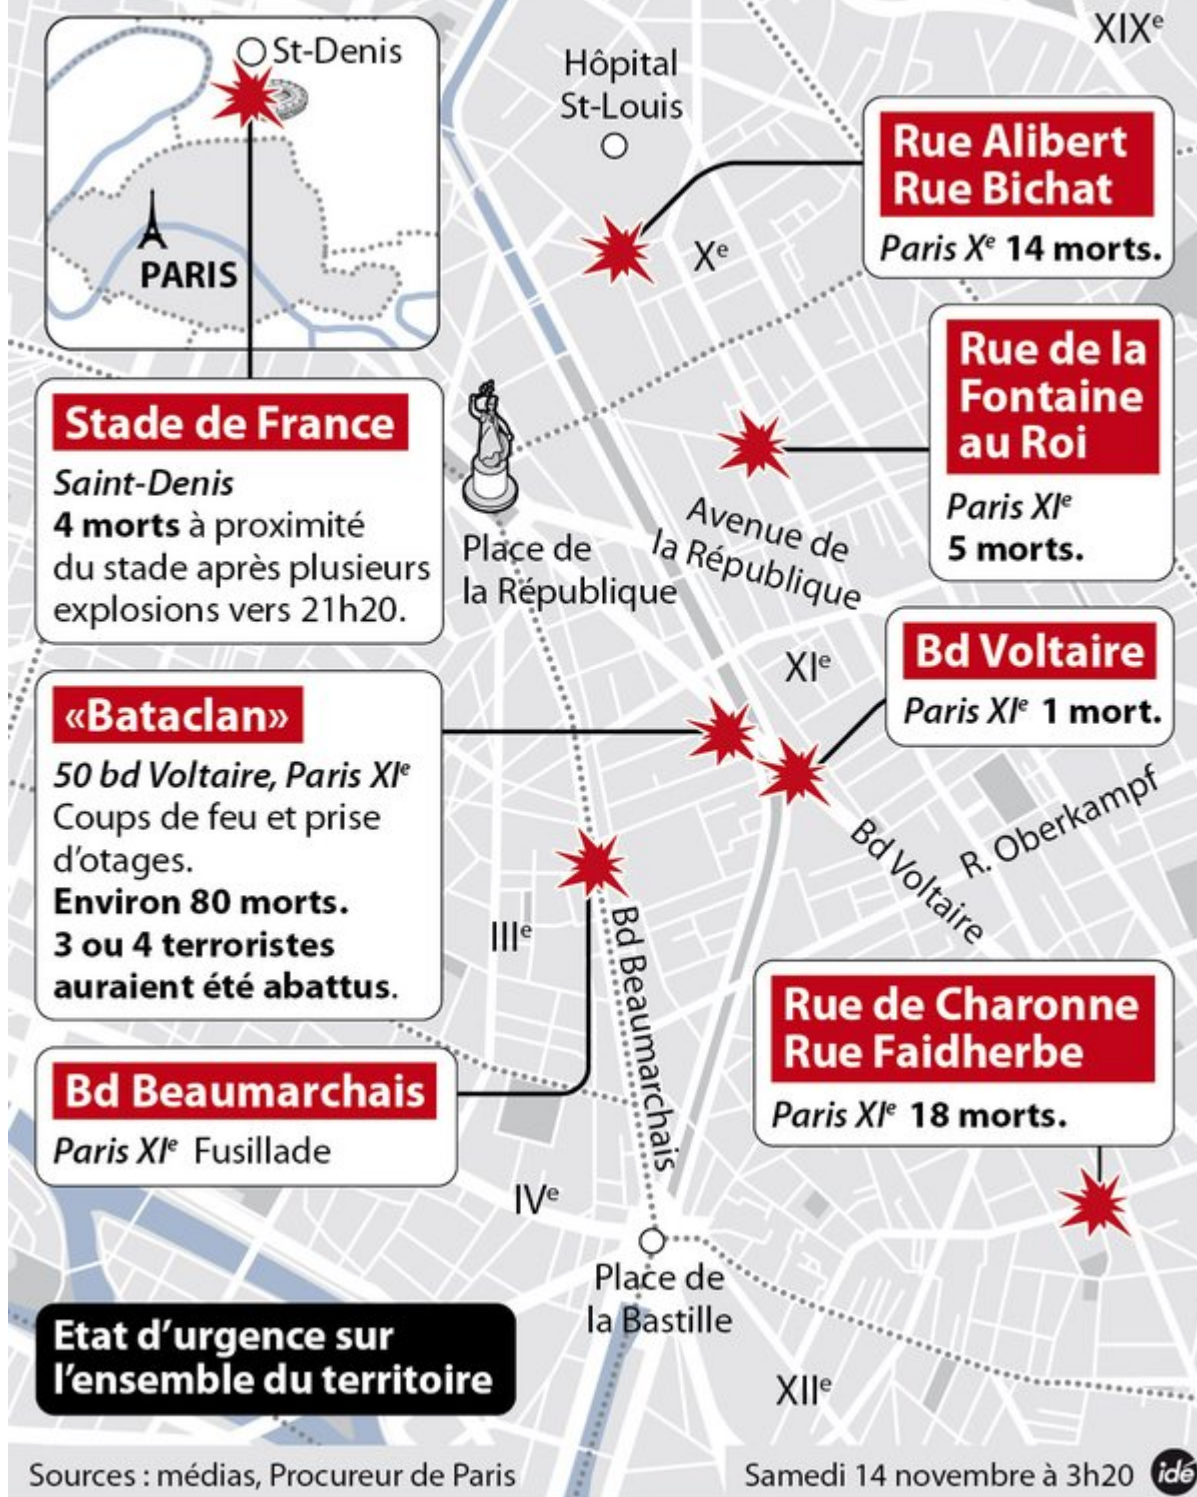 St-Denis
PARIS
XIXᵉ
Hôpital
St-Louis
Rue Alibert
Rue Bichat
Paris Xᵉ 14 morts.
Xᵉ
Rue de la
Fontaine
au Roi
Paris XIᵉ
5 morts.
Stade de France
Saint-Denis
4 morts à proximité
du stade après plusieurs
explosions vers 21h20.
Place de
la République
Avenue de
la République
Bd Voltaire
Paris XIᵉ 1 mort.
XIᵉ
«Bataclan»
50 bd Voltaire, Paris XIᵉ
Coups de feu et prise
d’otages.
Environ 80 morts.
3 ou 4 terroristes
auraient été abattus.
R. Oberkampf
Bd Voltaire
IIIᵉ
Bd Beaumarchais
Rue de Charonne
Rue Faidherbe
Paris XIᵉ 18 morts.
Bd Beaumarchais
Paris XIᵉ Fusillade
IVᵉ
Place de
la Bastille
Etat d’urgence sur
l’ensemble du territoire
XIIᵉ
Sources : médias, Procureur de Paris
Samedi 14 novembre à 3h20
idé